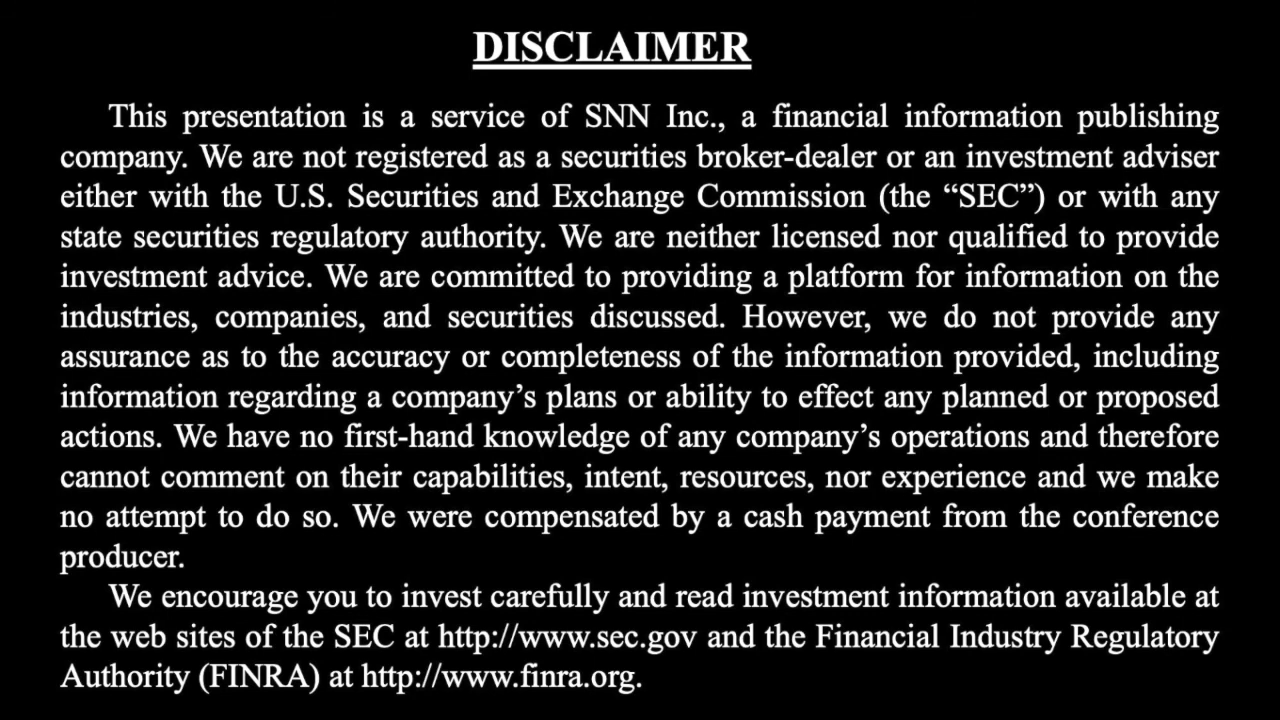 DISCLAIMER
This presentation is a service of SNN Inc., a financial information publishing
company. We are not registered as a securities broker-dealer or an investment adviser
either with the U.S. Securities and Exchange Commission (the “SEC”) or with any
state securities regulatory authority. We are neither licensed nor qualified to provide
investment advice. We are committed to providing a platform for information on the
industries, companies, and securities discussed. However, we do not provide any
assurance as to the accuracy or completeness of the information provided, including
information regarding a company’s plans or ability to effect any planned or proposed
actions. We have no first-hand knowledge of any company’s operations and therefore
cannot comment on their capabilities, intent, resources, nor experience and we make
no attempt to do so. We were compensated by a cash payment from the conference
producer.
We encourage you to invest carefully and read investment information available at
the web sites of the SEC at http://www.sec.gov and the Financial Industry Regulatory
Authority (FINRA) at http://www.finra.org.